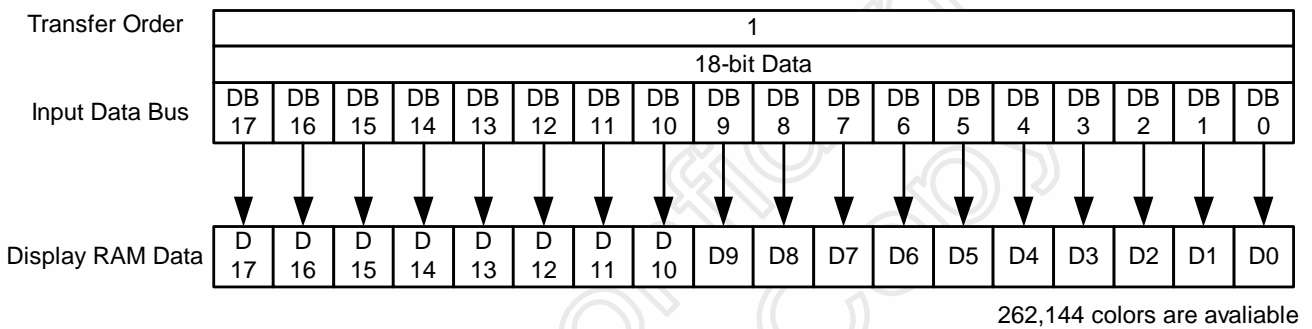 Transfer Order 1
18-bit Data
Input Data Bus DB 17 DB 16 DB 15 DB 14 DB 13 DB 12 DB 11 DB 10 DB 9 DB 8 DB 7 DB 6 DB 5 DB 4 DB 3 DB 2 DB 1 DB 0
Display RAM Data D 17 D 16 D 15 D 14 D 13 D 12 D 11 D 10 D9 D8 D7 D6 D5 D4 D3 D2 D1 D0
262,144 colors are avaliable